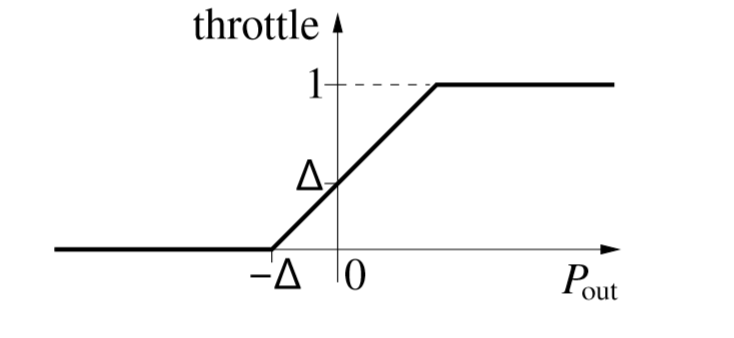 throttle
1
Δ
−Δ 0
P_out